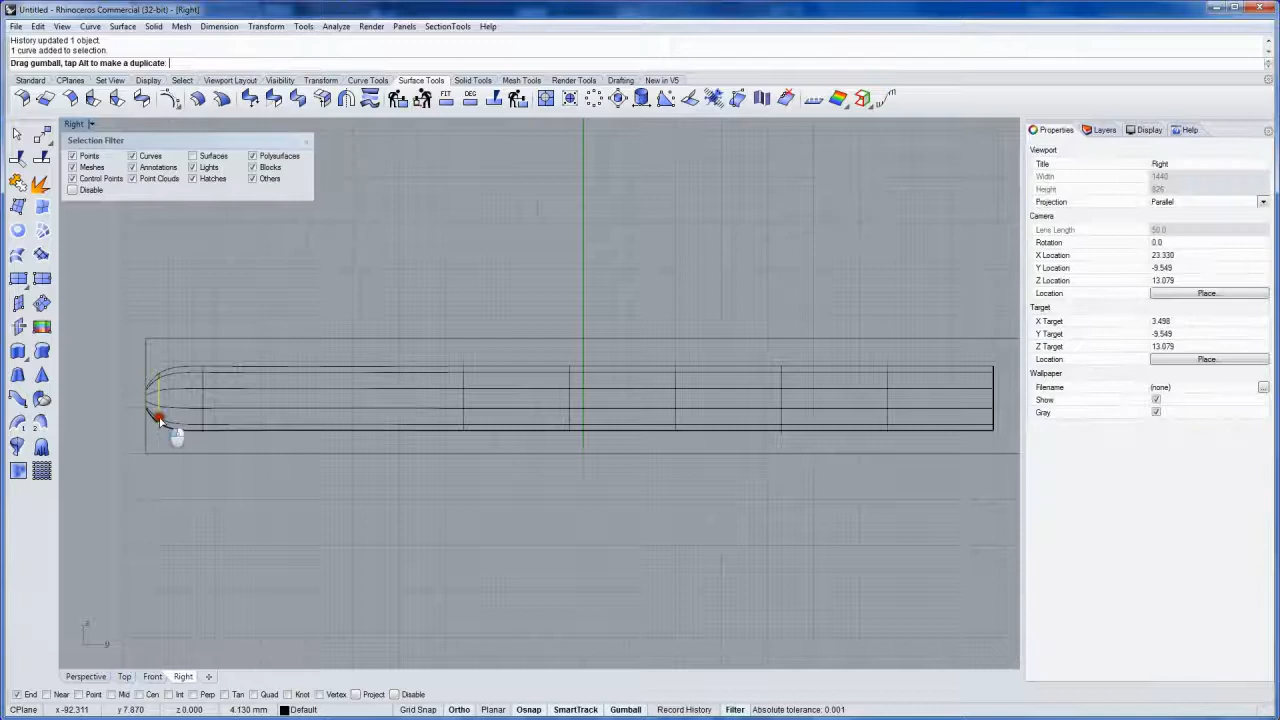 Untitled - Rhinoceros Commercial (32-bit) - [Right]
File Edit View Curve Surface Solid Mesh Dimension Transform Tools Analyze Render Panels SectionTools Help
History updated 1 object.
1 curve added to selection.
Drag gumball, tap Alt to make a duplicate:
Standard CPlanes Set View Display Select Viewport Layout Visibility Transform Curve Tools Surface Tools Solid Tools Mesh Tools Render Tools Drafting New in V5
FIT DEG
Right
Selection Filter
Points Curves Surfaces Polysurfaces
Meshes Annotations Lights Blocks
Control Points Point Clouds Hatches Others
Disable
Properties Layers Display Help
Viewport
Title Right
Width 1440
Height 826
Projection Parallel
Camera
Lens Length 50.0
Rotation 0.0
X Location 23.330
Y Location -9.549
Z Location 13.079
Location Place...
Target
X Target 3.498
Y Target -9.549
Z Target 13.079
Location Place...
Wallpaper
Filename (none) ...
Show
Gray
z
y
Perspective Top Front Right
End Near Point Mid Cen Int Perp Tan Quad Knot Vertex Project Disable
CPlane x -92.311 y 7.870 z 0.000 4.130 mm Default Grid Snap Ortho Planar Osnap SmartTrack Gumball Record History Filter Absolute tolerance: 0.001